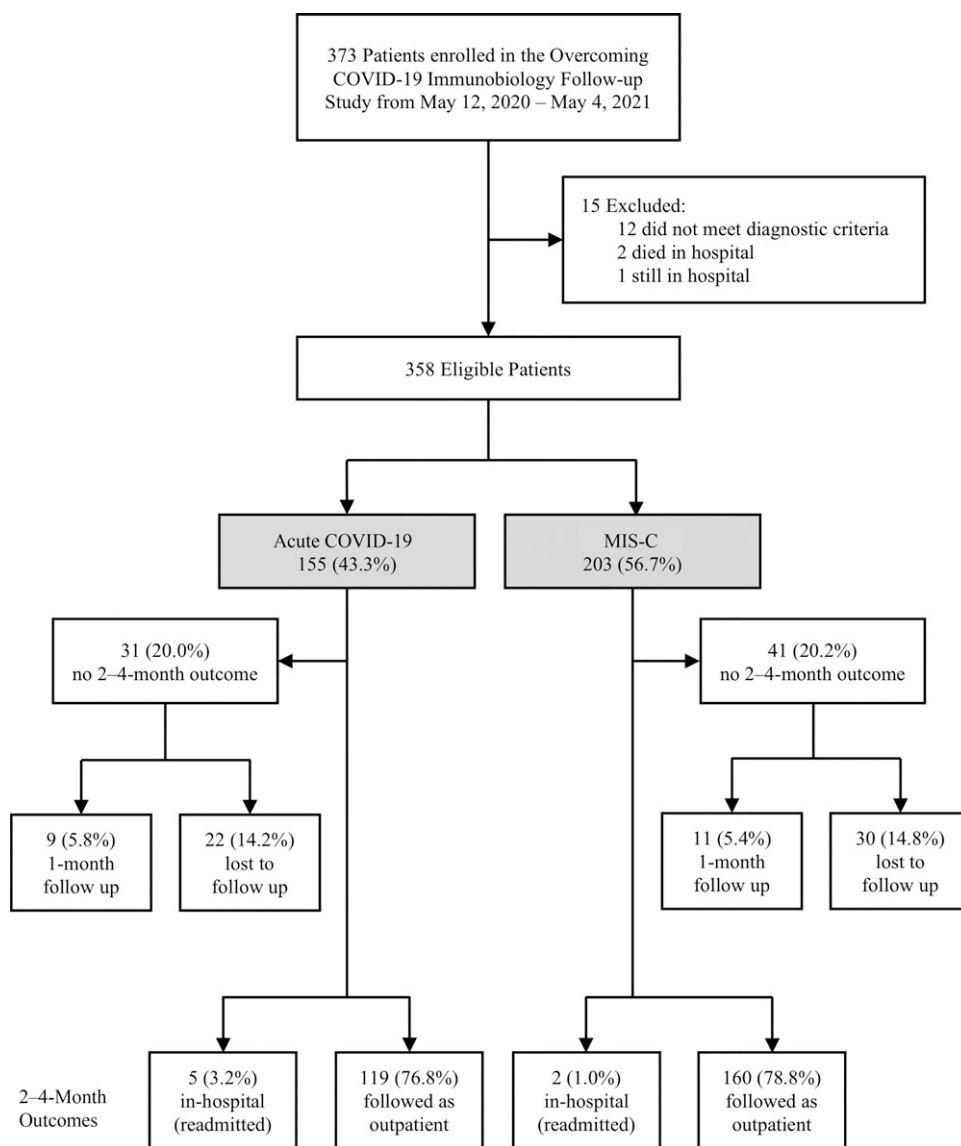 373 Patients enrolled in the Overcoming
COVID-19 Immunobiology Follow-up
Study from May 12, 2020 – May 4, 2021
15 Excluded:
12 did not meet diagnostic criteria
2 died in hospital
1 still in hospital
358 Eligible Patients
Acute COVID-19
155 (43.3%)
MIS-C
203 (56.7%)
31 (20.0%)
no 2–4-month outcome
41 (20.2%)
no 2–4-month outcome
9 (5.8%)
1-month
follow up
22 (14.2%)
lost to
follow up
11 (5.4%)
1-month
follow up
30 (14.8%)
lost to
follow up
2–4-Month
Outcomes
5 (3.2%)
in-hospital
(readmitted)
119 (76.8%)
followed as
outpatient
2 (1.0%)
in-hospital
(readmitted)
160 (78.8%)
followed as
outpatient